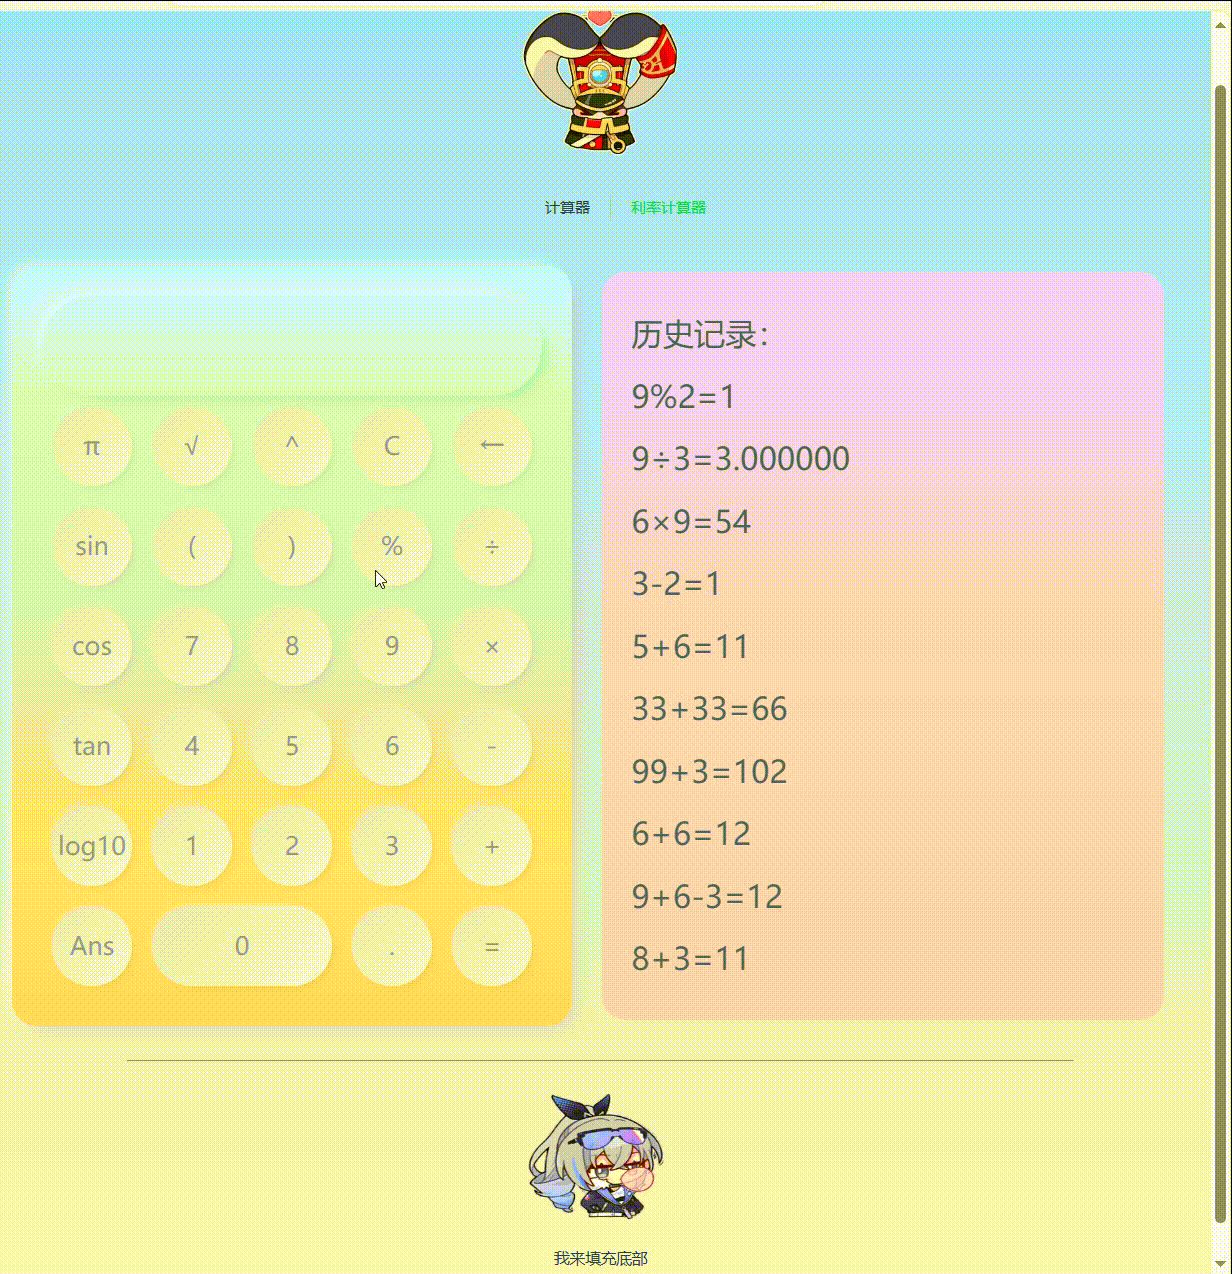 计算器 利率计算器
π √ ^ C ←
sin ( ) % ÷
cos 7 8 9 ×
tan 4 5 6 -
log10 1 2 3 +
Ans 0 . =
历史记录：
9%2=1
9÷3=3.000000
6×9=54
3-2=1
5+6=11
33+33=66
99+3=102
6+6=12
9+6-3=12
8+3=11
我来填充底部